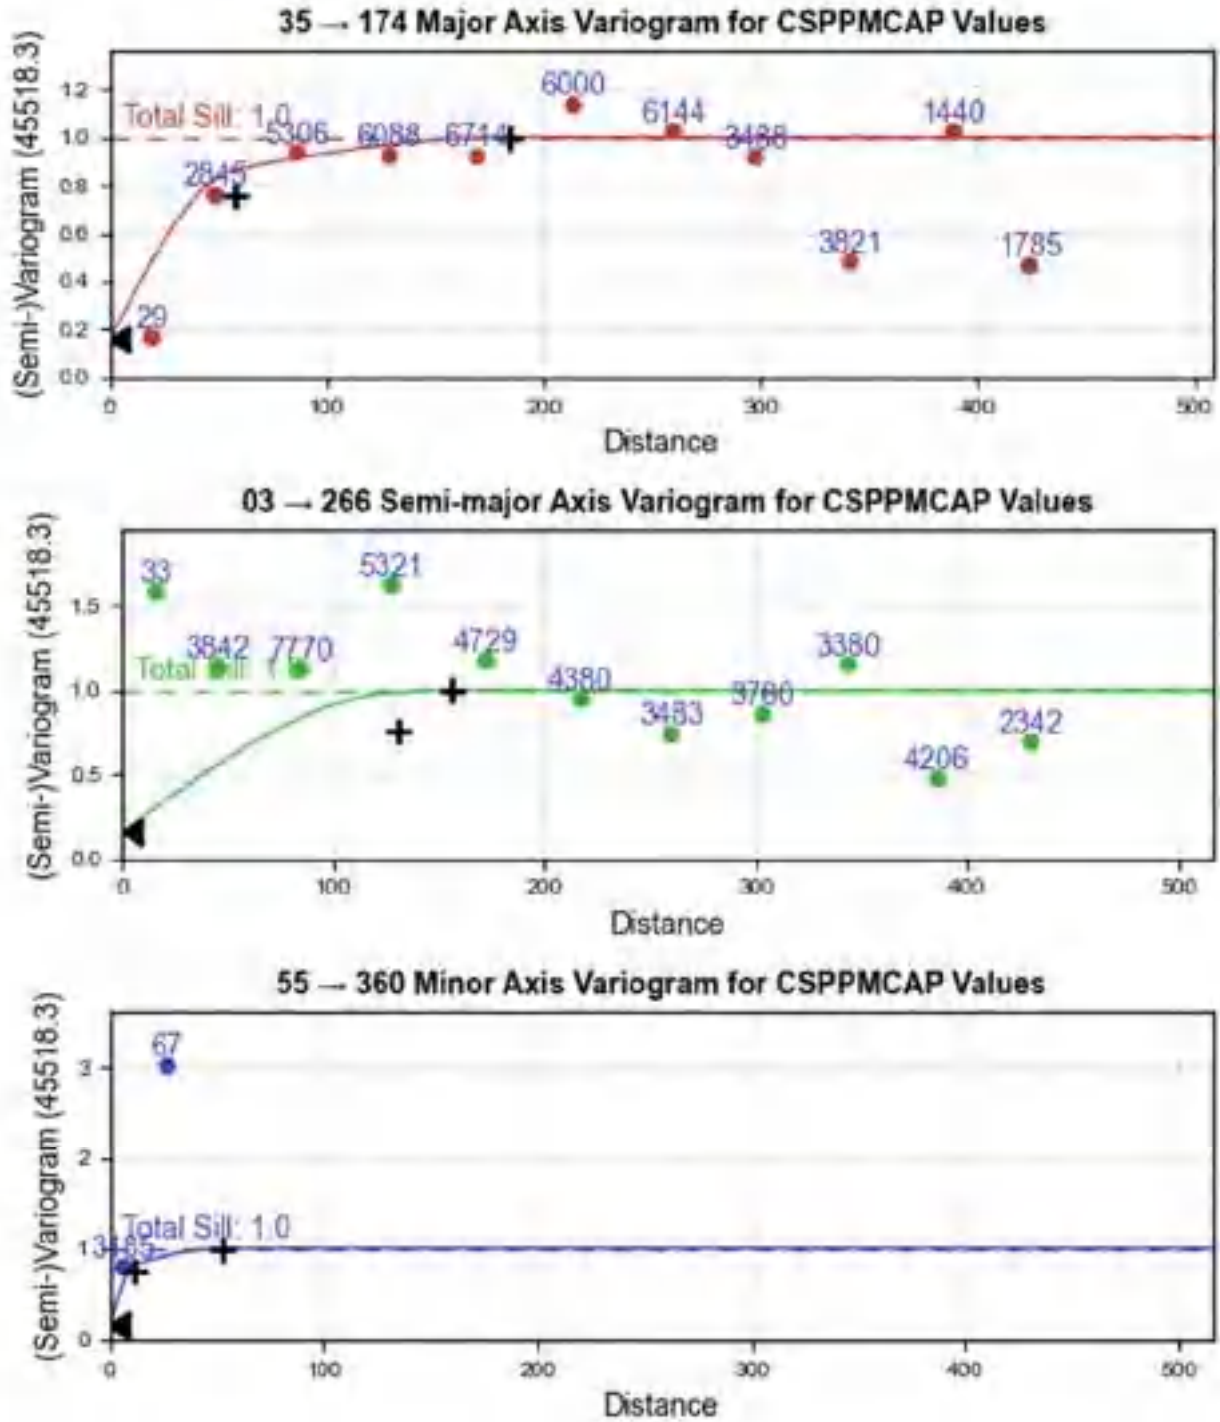 35 → 174 Major Axis Variogram for CSPPMCAP Values
(Semi-)Variogram (45518.3)
12
1.0
0.8
0.6
0.4
0.2
0.0
Total Sill: 1.0
29
2845
5306
6088
6714
6000
6144
3488
3821
1440
1785
0 100 200 300 400 500
Distance
03 → 266 Semi-major Axis Variogram for CSPPMCAP Values
(Semi-)Variogram (45518.3)
1.5
1.0
0.5
0.0
Total Sill:
33
3842
7770
5321
4729
4380
3483
3780
3380
4206
2342
0 100 200 300 400 500
Distance
55 → 360 Minor Axis Variogram for CSPPMCAP Values
(Semi-)Variogram (45518.3)
3
2
1
0
67
Total Sill: 1.0
0 100 200 300 400 500
Distance